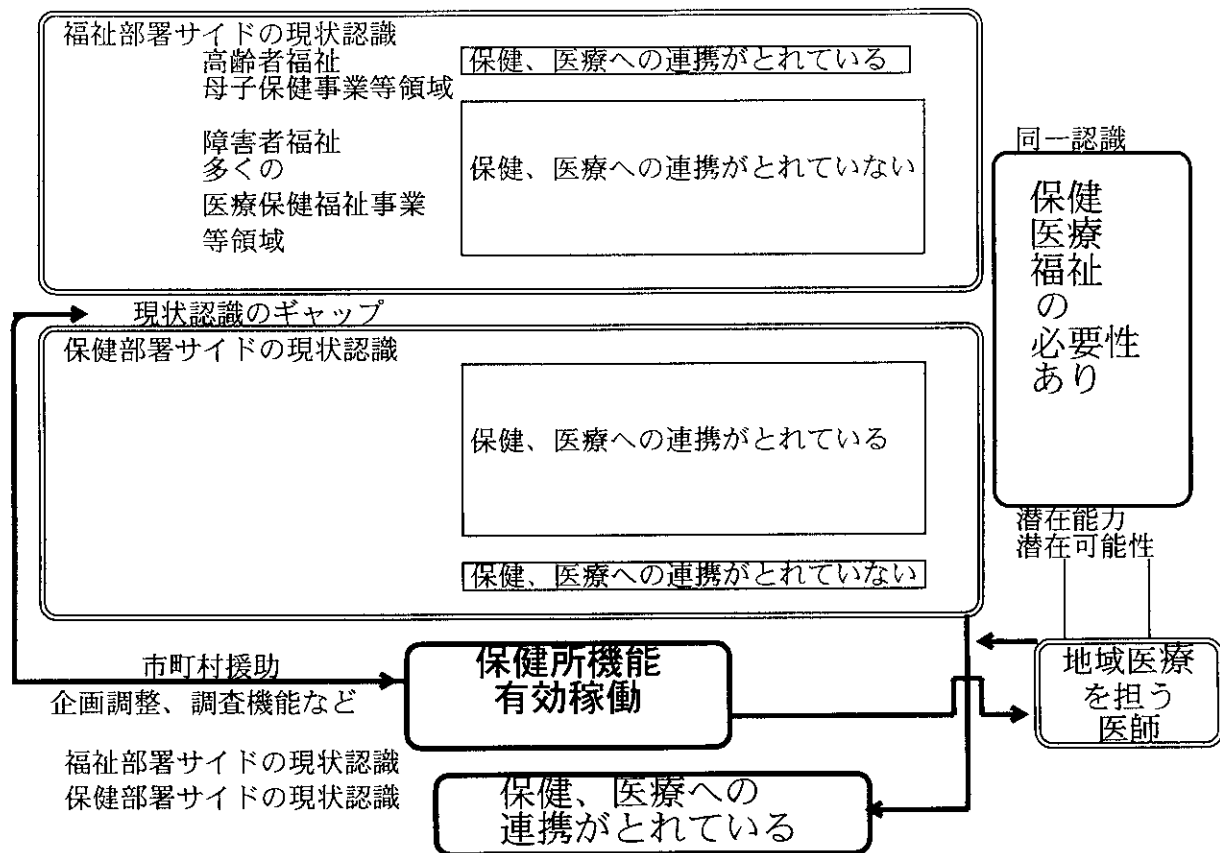 福祉部署サイドの現状認識
高齢者福祉
母子保健事業等領域
保健、医療への連携がとれている
障害者福祉
多くの
医療保健福祉事業
等領域
保健、医療への連携がとれていない
同一認識
保健
医療
福祉
の
必要性
あり
現状認識のギャップ
保健部署サイドの現状認識
保健、医療への連携がとれている
保健、医療への連携がとれていない
潜在能力
潜在可能性
市町村援助
企画調整、調査機能など
保健所機能
有効稼働
地域医療
を担う
医師
福祉部署サイドの現状認識
保健部署サイドの現状認識
保健、医療への
連携がとれている